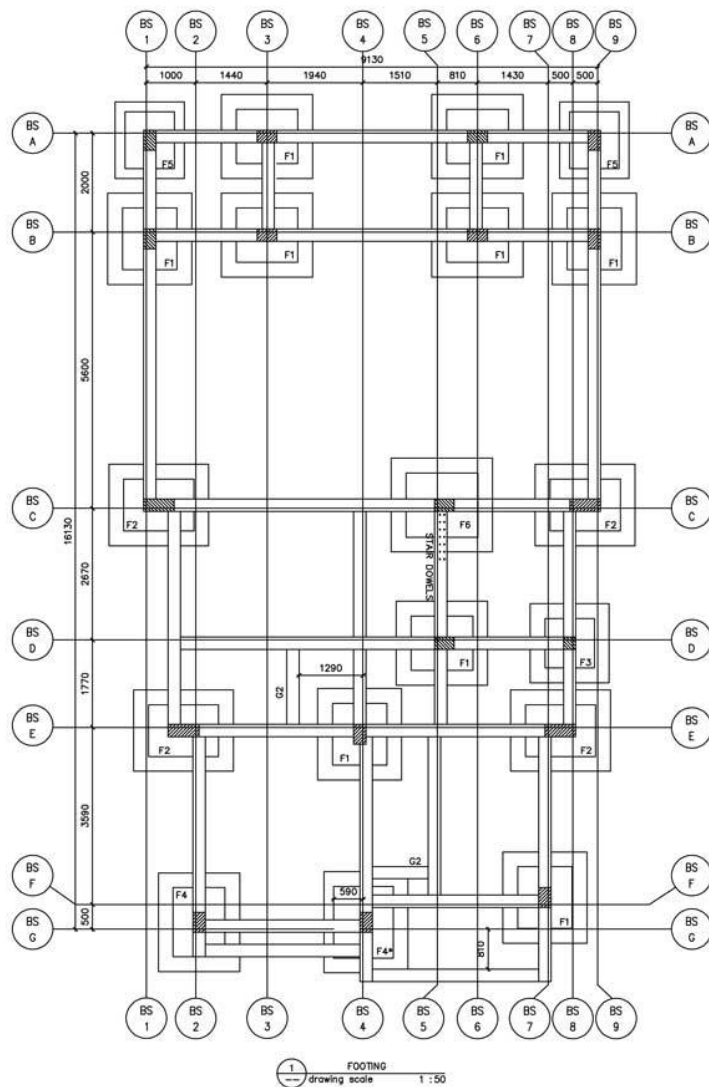 BS 1 BS 2 BS 3 BS 4 BS 5 BS 6 BS 7 BS 8 BS 9
9130
1000 1440 1940 1510 810 1430 500 500
BS A BS A
F5 F1 F1 F5
2000
BS B BS B
F1 F1 F1 F1
5600
BS C BS C
F2 F6 F2
16130
STAIR DOWELS
2670
BS D BS D
F1 F3
1290
G2
1770
BS E BS E
F2 F1 F2
3590
G2
BS F BS F
F4 590 F1
500
BS G BS G
F4* 810
BS 1 BS 2 BS 3 BS 4 BS 5 BS 6 BS 7 BS 8 BS 9
1 FOOTING
-- drawing scale 1 : 50